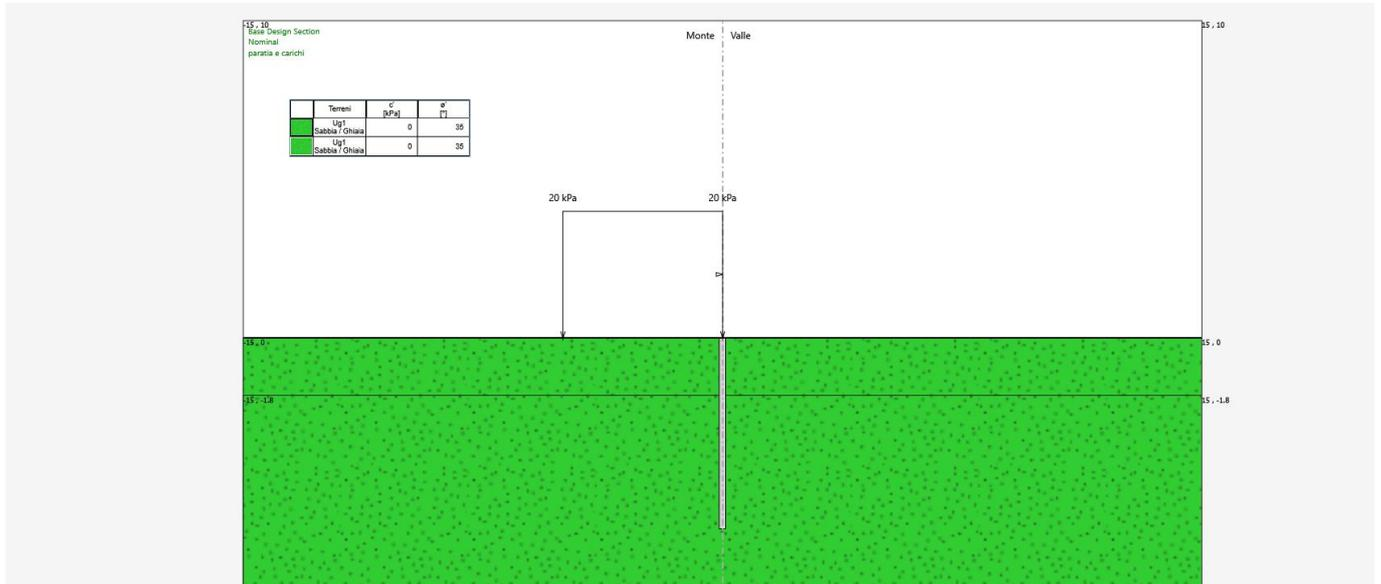 -15 , 10
15 , 10
Base Design Section
Nominal
paratia e carichi
Monte Valle
Terreni c' ø'
[kPa] [°]
Ug1
Sabbia / Ghiaia 0 35
Ug1
Sabbia / Ghiaia 0 35
20 kPa 20 kPa
-15 , 0
15 , 0
-15 , -1.8
15 , -1.8